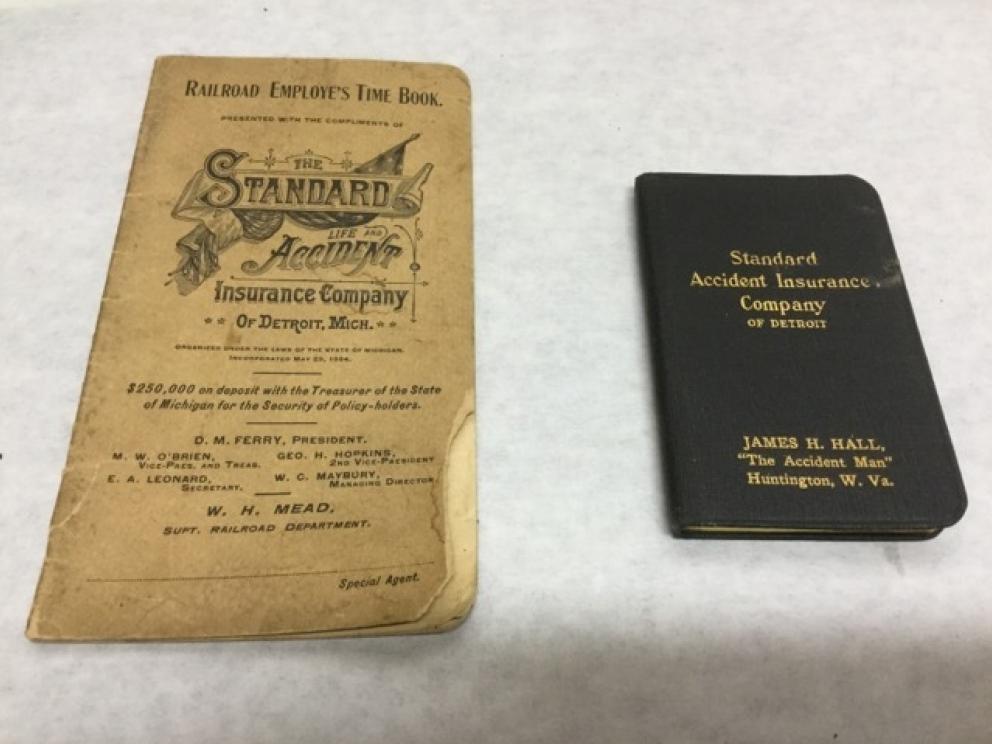 RAILROAD EMPLOYE'S TIME BOOK.
PRESENTED WITH THE COMPLIMENTS OF
THE
STANDARD
LIFE AND
ACCIDENT
Insurance Company
OF DETROIT, MICH.
ORGANIZED UNDER THE LAWS OF THE STATE OF MICHIGAN.
INCORPORATED MAY 29, 1884.
$250,000 on deposit with the Treasurer of the State
of Michigan for the Security of Policy-holders.
D. M. FERRY, PRESIDENT.
M. W. O'BRIEN, GEO. H. HOPKINS,
VICE-PRES. AND TREAS. 2ND VICE-PRESIDENT
E. A. LEONARD, W. C. MAYBURY,
SECRETARY. MANAGING DIRECTOR
W. H. MEAD,
SUPT. RAILROAD DEPARTMENT.
Special Agent.
Standard
Accident Insurance
Company
OF DETROIT
JAMES H. HALL,
"The Accident Man"
Huntington, W. Va.